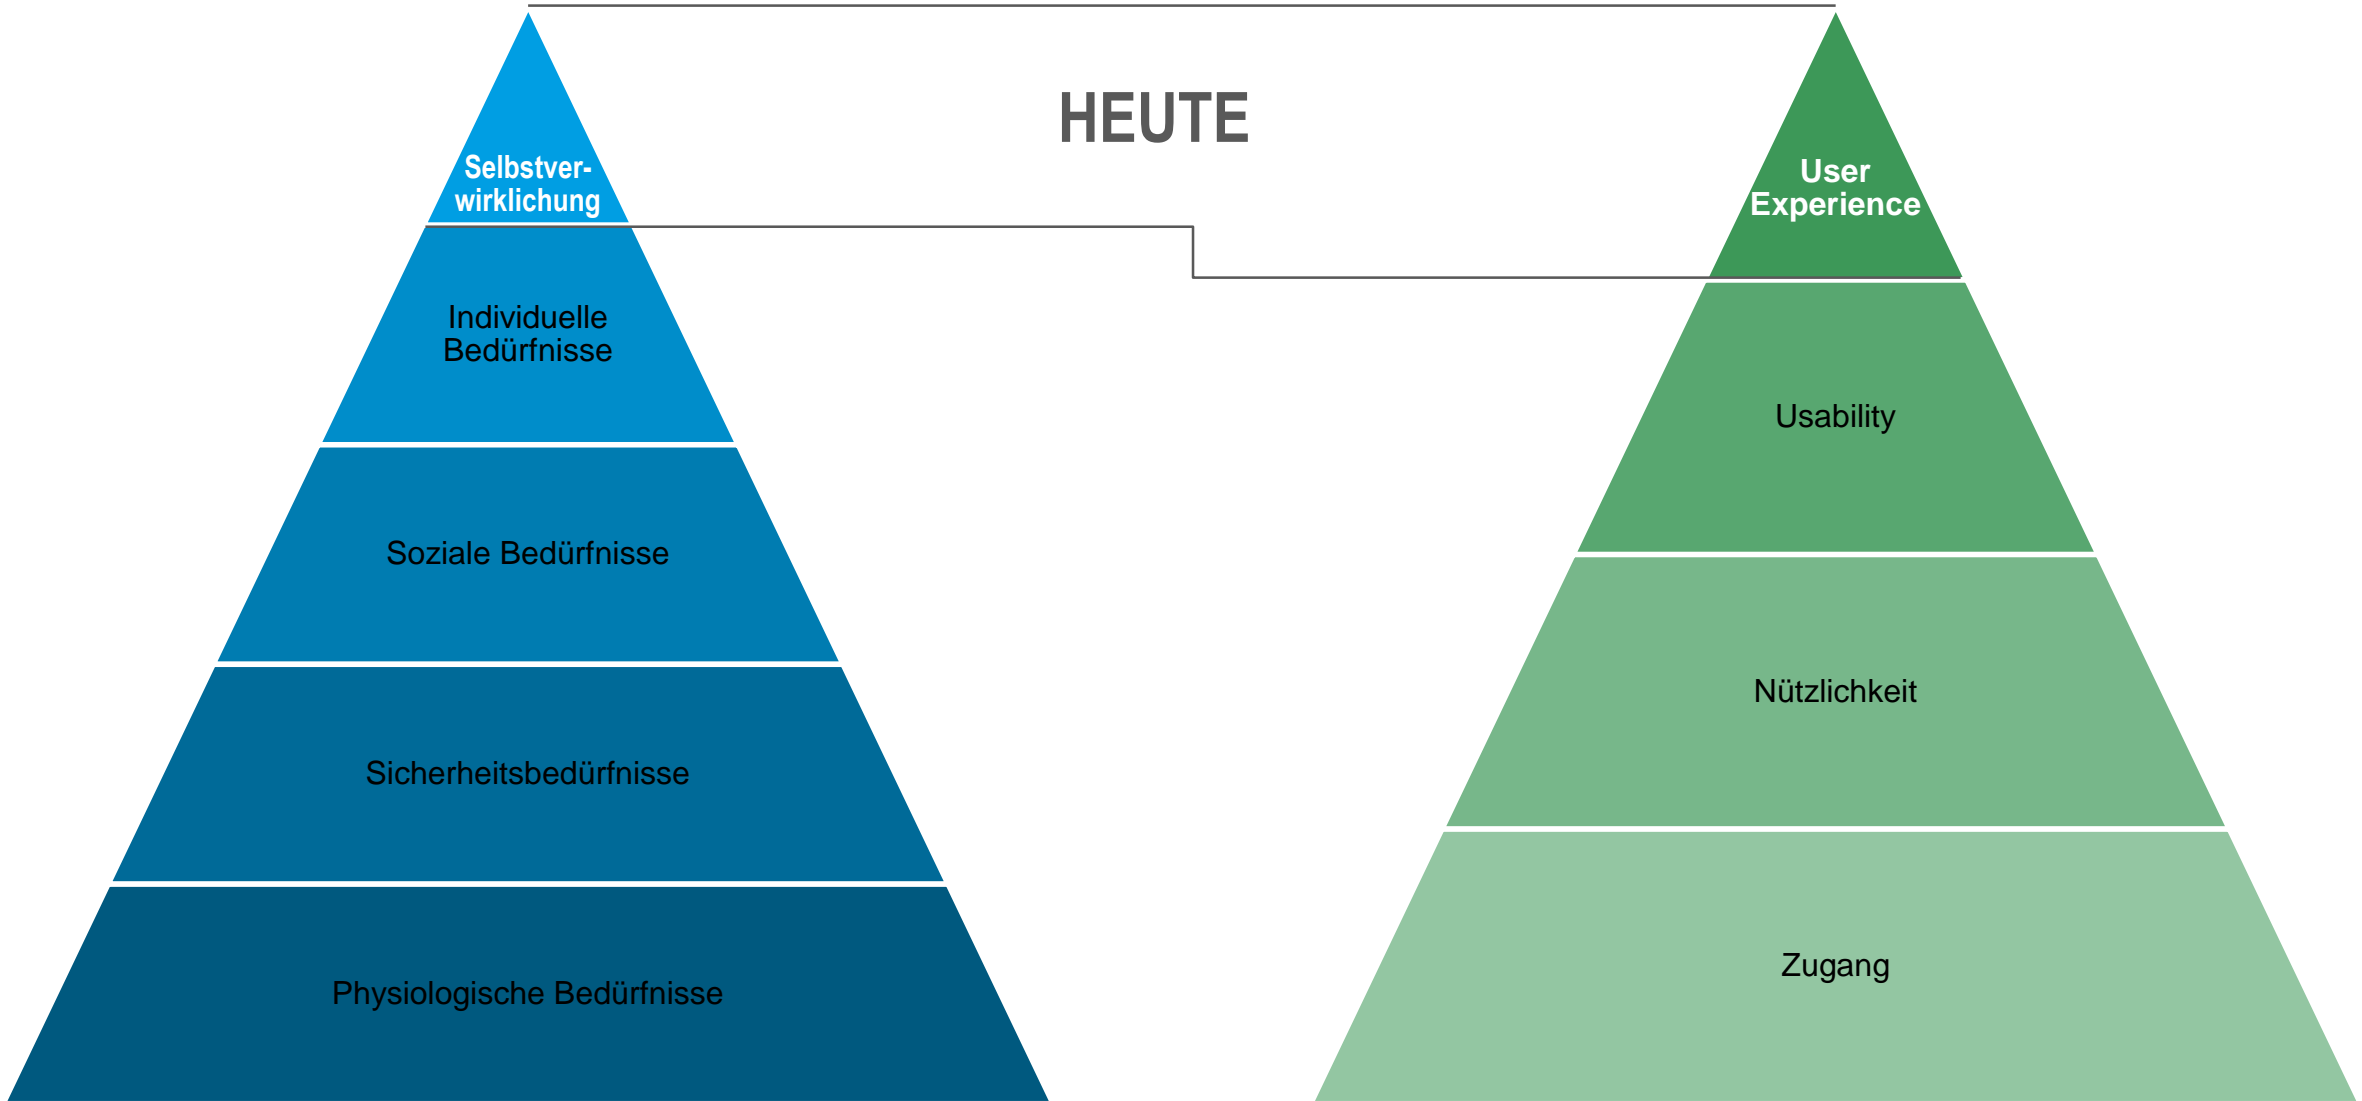 HEUTE
Selbstver-
wirklichung
Individuelle
Bedürfnisse
Soziale Bedürfnisse
Sicherheitsbedürfnisse
Physiologische Bedürfnisse
User
Experience
Usability
Nützlichkeit
Zugang